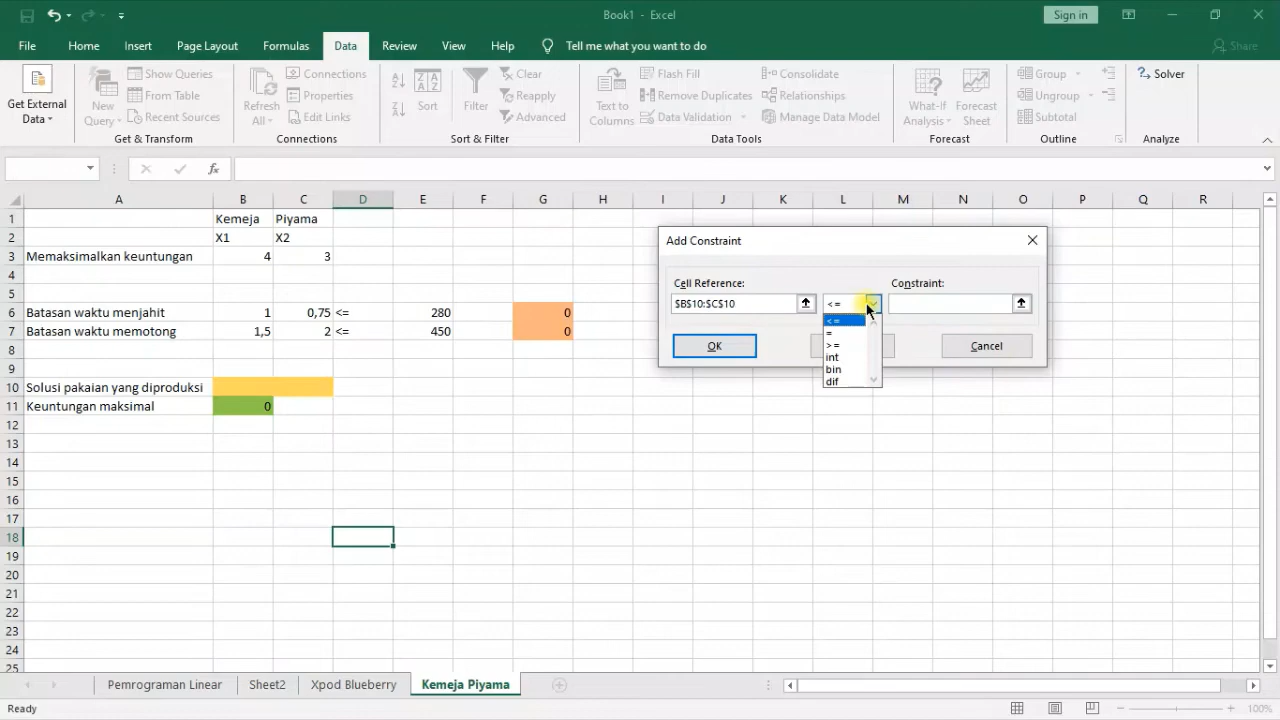 Book1 - Excel
Sign in
File Home Insert Page Layout Formulas Data Review View Help Tell me what you want to do Share
Get External Data
New Query
Show Queries
From Table
Recent Sources
Get & Transform
Refresh All
Connections
Properties
Edit Links
Connections
Sort
Filter
Clear
Reapply
Advanced
Sort & Filter
Text to Columns
Flash Fill
Remove Duplicates
Data Validation
Consolidate
Relationships
Manage Data Model
Data Tools
What-If Analysis
Forecast Sheet
Forecast
Group
Ungroup
Subtotal
Outline
Solver
Analyze
fx
A B C D E F G H I J K L M N O P Q R
1 Kemeja Piyama
2 X1 X2
3 Memaksimalkan keuntungan 4 3
4
5
6 Batasan waktu menjahit 1 0,75 <= 280 0
7 Batasan waktu memotong 1,5 2 <= 450 0
8
9
10 Solusi pakaian yang diproduksi
11 Keuntungan maksimal 0
12
13
14
15
16
17
18
19
20
21
22
23
24
25
Add Constraint
Cell Reference: Constraint:
$B$10:$C$10 <=
<=
=
>=
int
bin
dif
OK Cancel
Pemrograman Linear Sheet2 Xpod Blueberry Kemeja Piyama
Ready 100%